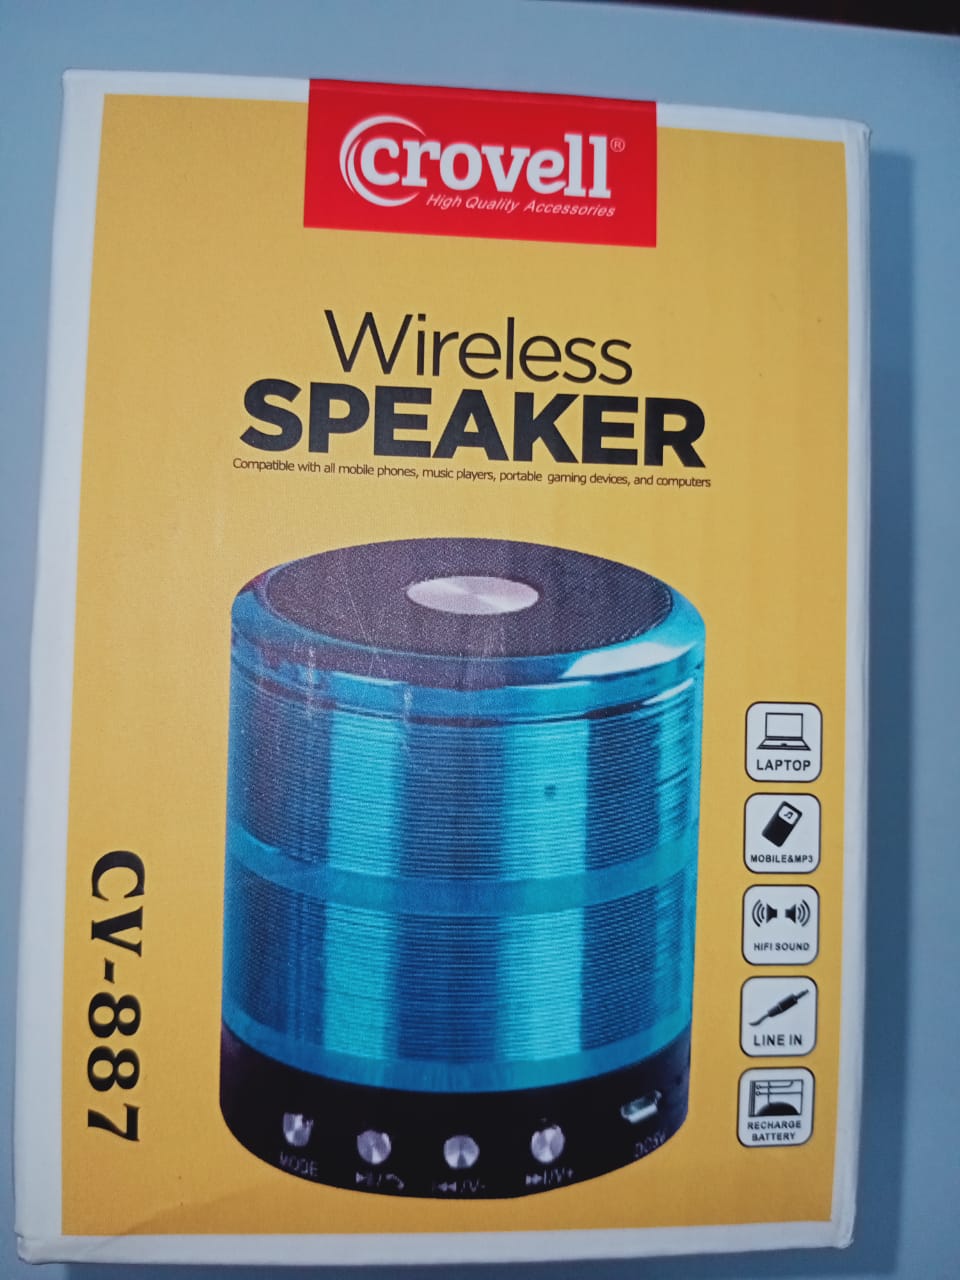 crovell®
High Quality Accessories
Wireless
SPEAKER
Compatible with all mobile phones, music players, portable gaming devices, and computers
LAPTOP
MOBILE&MP3
HIFI SOUND
LINE IN
RECHARGE
BATTERY
CV-887
MODE
V-
V+
DC5V